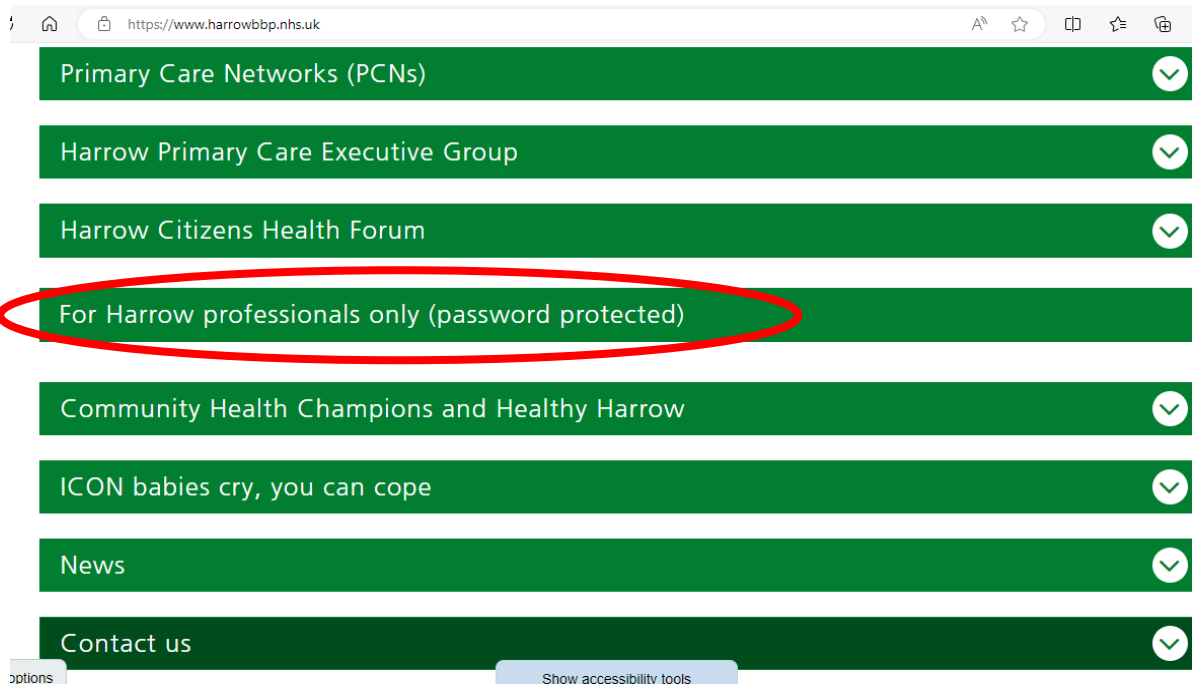 https://www.harrowbbp.nhs.uk
Primary Care Networks (PCNs)
Harrow Primary Care Executive Group
Harrow Citizens Health Forum
For Harrow professionals only (password protected)
Community Health Champions and Healthy Harrow
ICON babies cry, you can cope
News
Contact us
options
Show accessibility tools